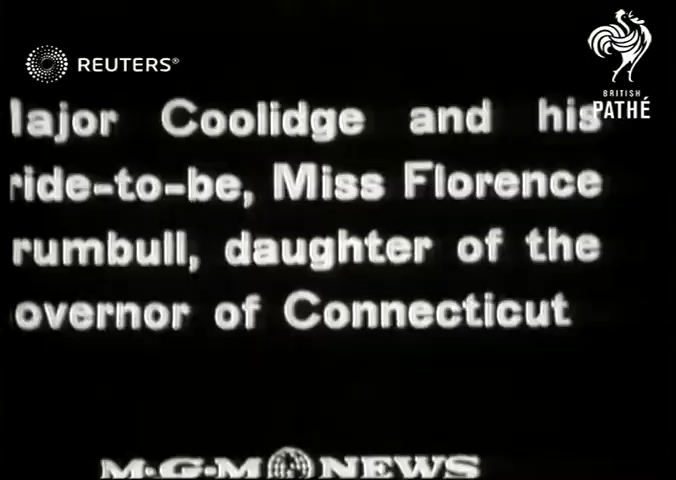 REUTERS
BRITISH
PATHÉ
lajor Coolidge and his
ride-to-be, Miss Florence
rumbull, daughter of the
overnor of Connecticut
M-G-M NEWS